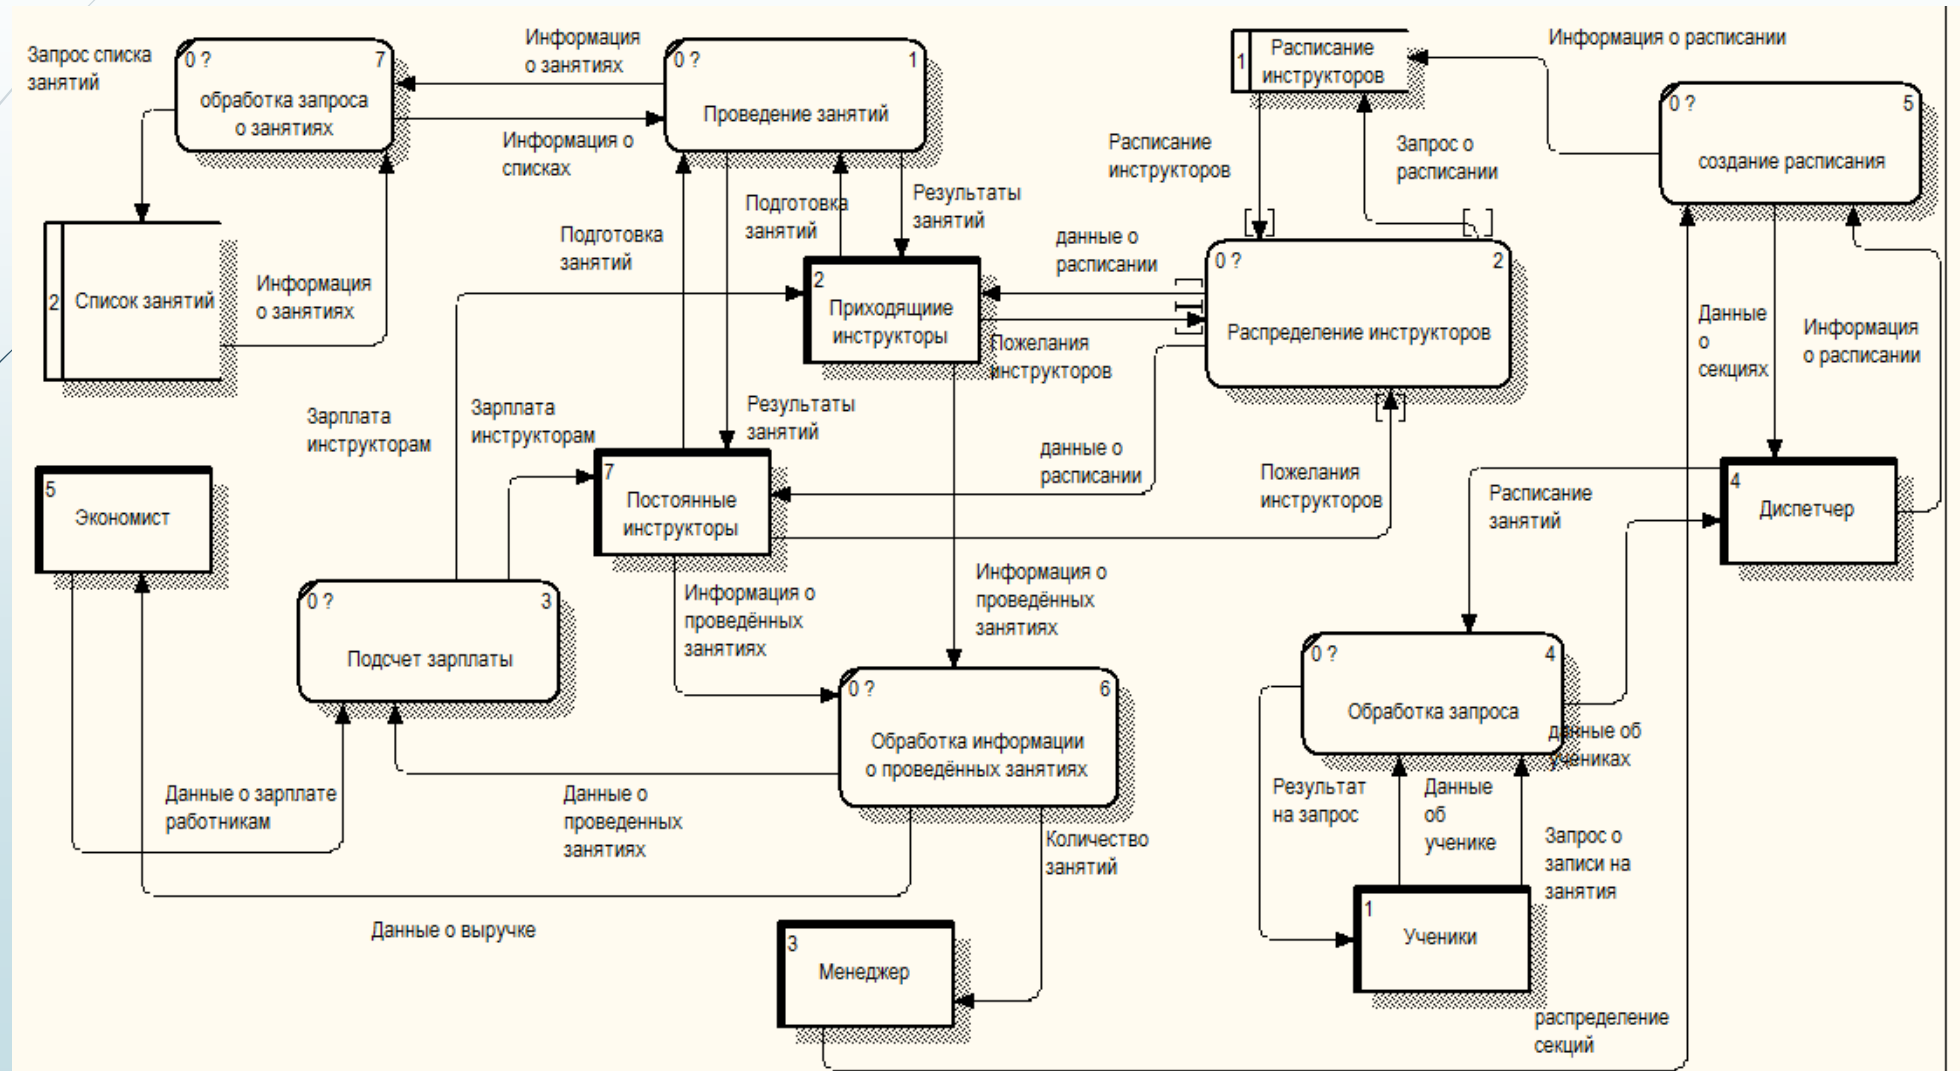 Запрос списка
занятий
0 ?
7
обработка запроса
о занятиях
Информация
о занятиях
Информация о
списках
0 ?
1
Проведение занятий
1
Расписание
инструкторов
Информация о расписании
0 ?
5
создание расписания
Расписание
инструкторов
Запрос о
расписании
Подготовка
занятий
Подготовка
занятий
Результаты
занятий
2
Список занятий
Информация
о занятиях
2
Приходящиие
инструкторы
данные о
расписании
Пожелания
инструкторов
0 ?
2
Распределение инструкторов
Данные
о
секциях
Информация
о расписании
Зарплата
инструкторам
Зарплата
инструкторам
Результаты
занятий
данные о
расписании
Пожелания
инструкторов
5
Экономист
7
Постоянные
инструкторы
Расписание
занятий
4
Диспетчер
0 ?
3
Подсчет зарплаты
Информация о
проведённых
занятиях
Информация о
проведённых
занятиях
0 ?
6
Обработка информации
о проведённых занятиях
0 ?
4
Обработка запроса
данные об
учениках
Данные о зарплате
работникам
Данные о
проведенных
занятиях
Количество
занятий
Результат
на запрос
Данные
об
ученике
Запрос о
записи на
занятия
Данные о выручке
3
Менеджер
1
Ученики
распределение
секций